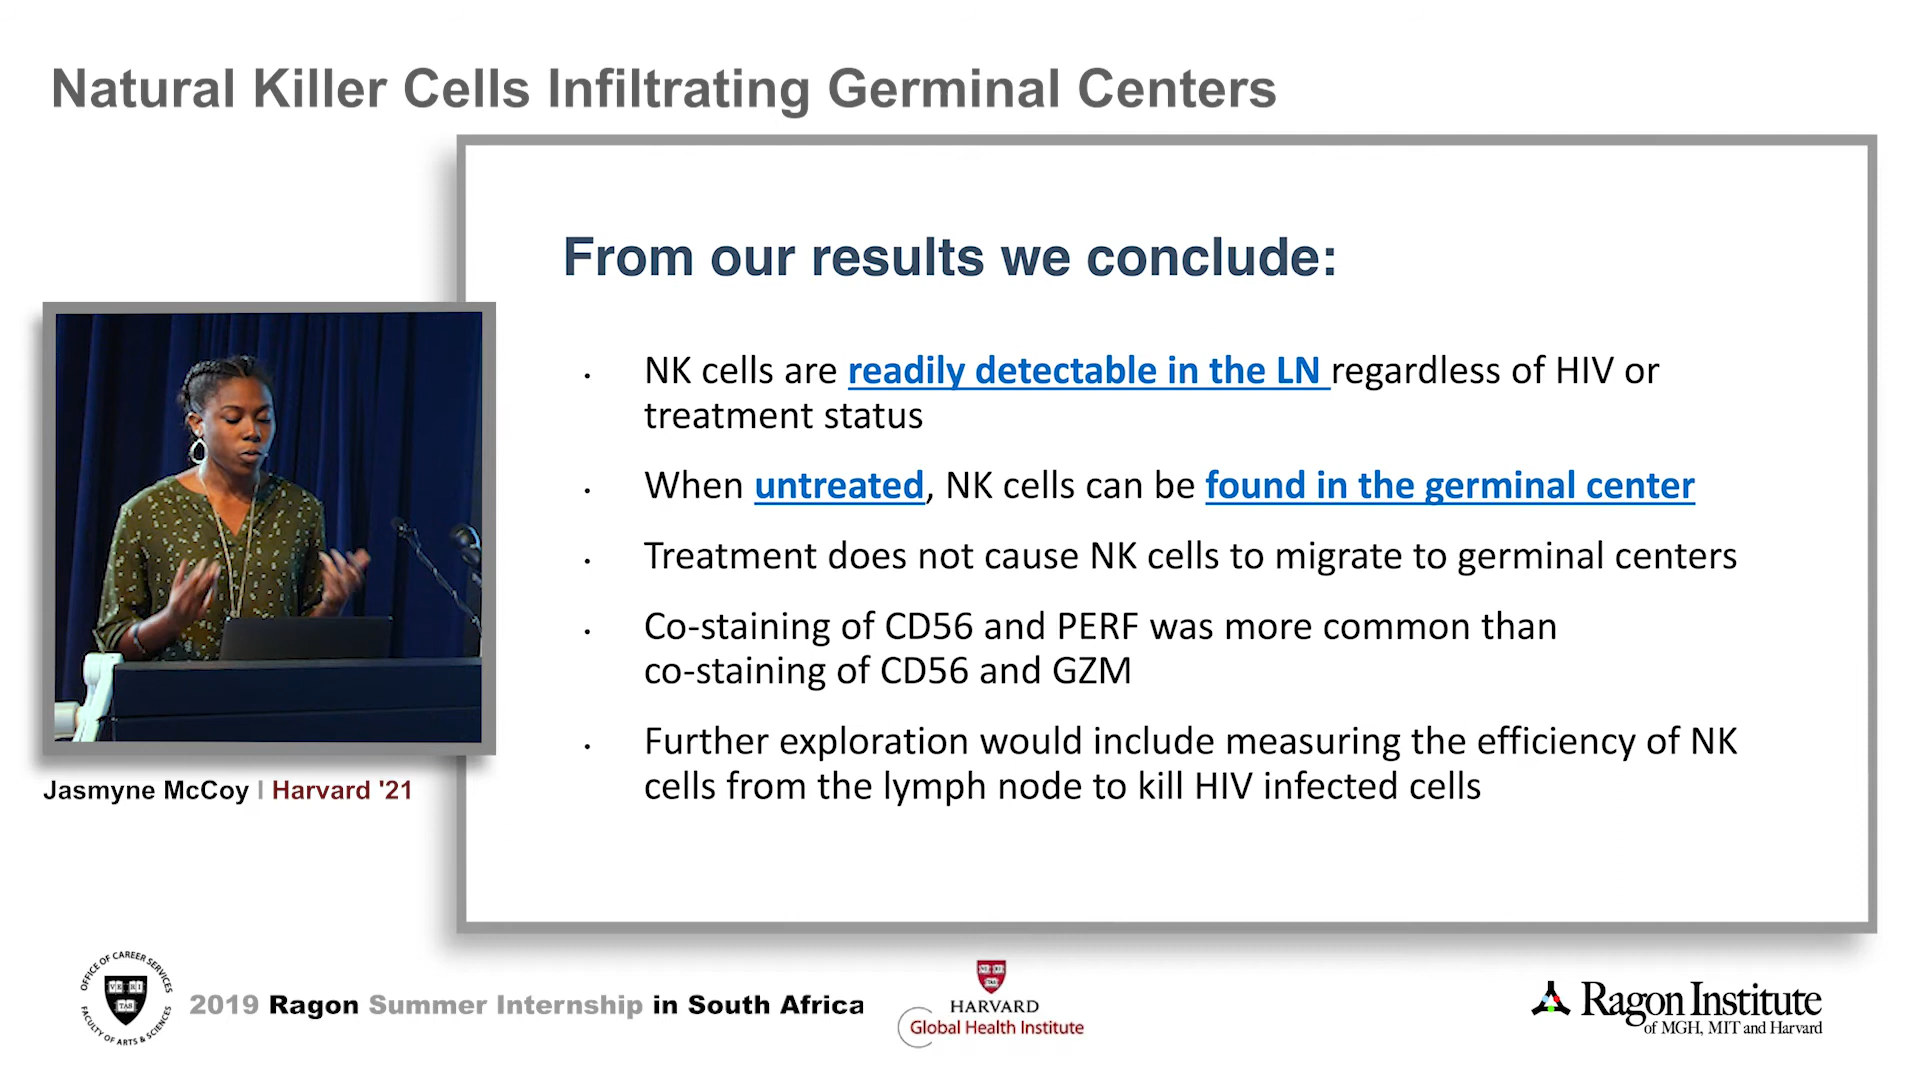 Natural Killer Cells Infiltrating Germinal Centers
From our results we conclude:
• NK cells are readily detectable in the LN regardless of HIV or
treatment status
• When untreated, NK cells can be found in the germinal center
• Treatment does not cause NK cells to migrate to germinal centers
• Co-staining of CD56 and PERF was more common than
co-staining of CD56 and GZM
• Further exploration would include measuring the efficiency of NK
cells from the lymph node to kill HIV infected cells
Jasmyne McCoy | Harvard '21
OFFICE OF CAREER SERVICES
VE RI TAS
FACULTY OF ARTS & SCIENCES
2019 Ragon Summer Internship in South Africa
VE RI TAS
HARVARD
Global Health Institute
Ragon Institute
of MGH, MIT and Harvard